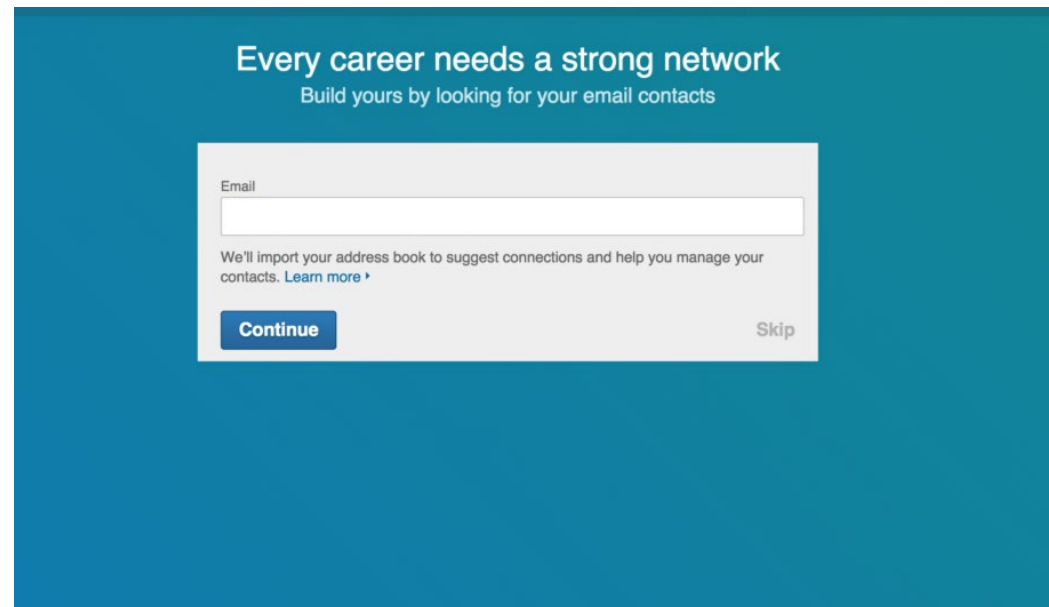 Every career needs a strong network
Build yours by looking for your email contacts
Email
We'll import your address book to suggest connections and help you manage your
contacts. Learn more
Continue
Skip